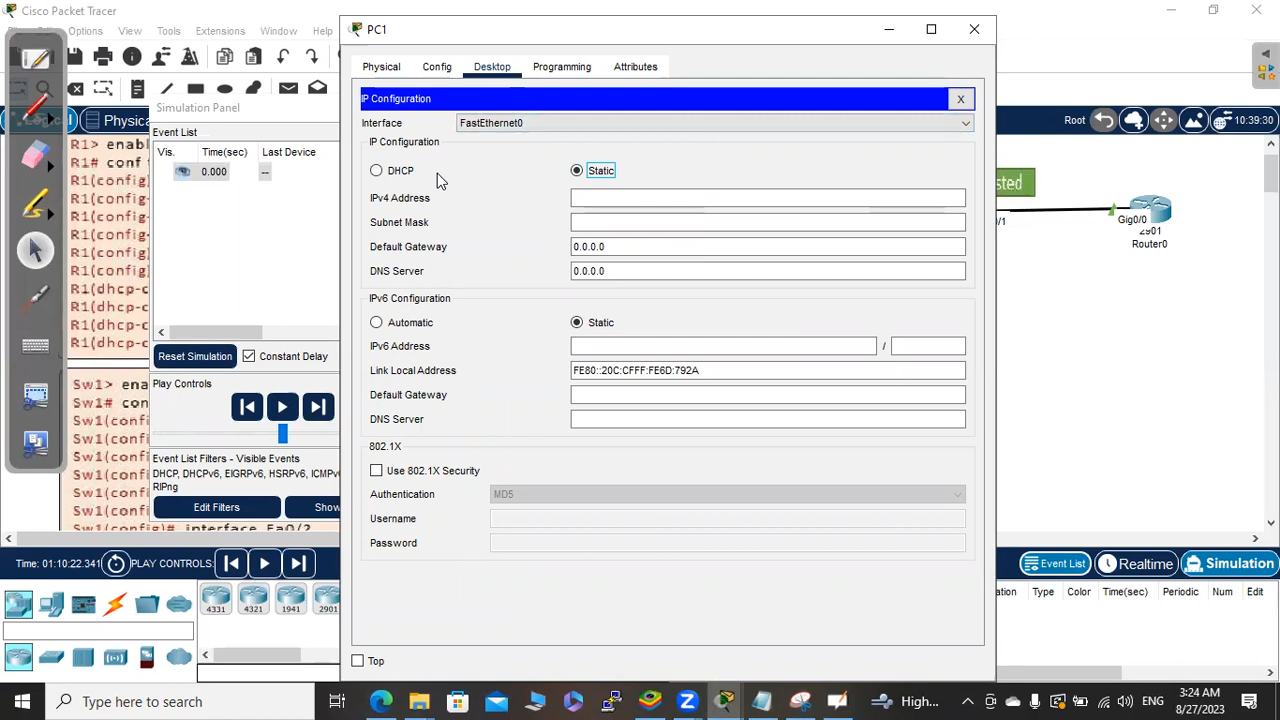 Cisco Packet Tracer
Options View Tools Extensions Window Help
PC1
Physical Config Desktop Programming Attributes
IP Configuration X
Interface FastEthernet0
IP Configuration
DHCP Static
IPv4 Address
Subnet Mask
Default Gateway 0.0.0.0
DNS Server 0.0.0.0
IPv6 Configuration
Automatic Static
IPv6 Address /
Link Local Address FE80::20C:CFFF:FE6D:792A
Default Gateway
DNS Server
802.1X
Use 802.1X Security
Authentication MD5
Username
Password
Top
Physic
R1> enab
R1# conf
R1(confi
R1(config
R1(config
R1(config
R1(config
R1(dhcp-c
R1(dhcp-c
R1(dhcp-c
Sw1> ena
Sw1# con
Sw1(confi
Sw1(confi
Sw1(confi
Sw1(confi
Sw1(config)# interface Fa0/2
Simulation Panel
Event List
Vis. Time(sec) Last Device
0.000 --
Reset Simulation Constant Delay
Play Controls
Event List Filters - Visible Events
DHCP, DHCPv6, EIGRPv6, HSRPv6, ICMPv
RIPng
Edit Filters Show
Root 10:39:30
sted
/1 Gig0/0
2901
Router0
Time: 01:10:22.341 PLAY CONTROLS:
Event List Realtime Simulation
4331 4321 1941 2901
Type Color Time(sec) Periodic Num Edit
Type here to search
High...
ENG
3:24 AM
8/27/2023